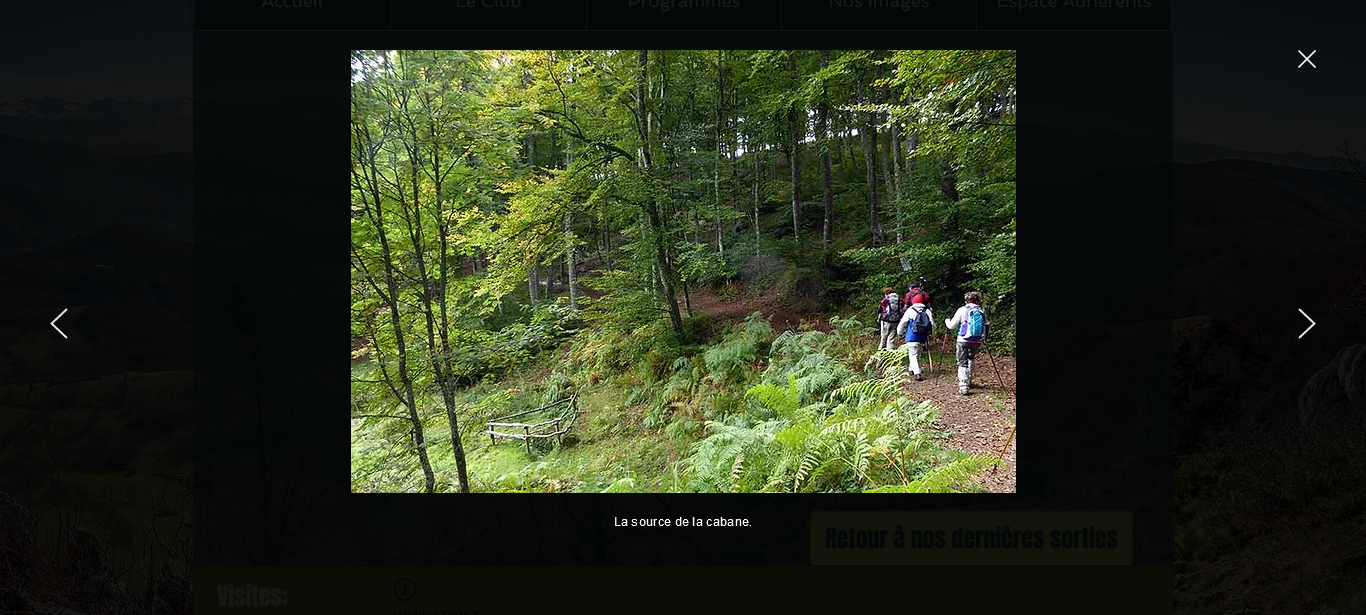 Accueil
Le Club
Programmes
Nos images
Espace Adhérents
La source de la cabane.
Retour à nos dernières sorties
Visites: